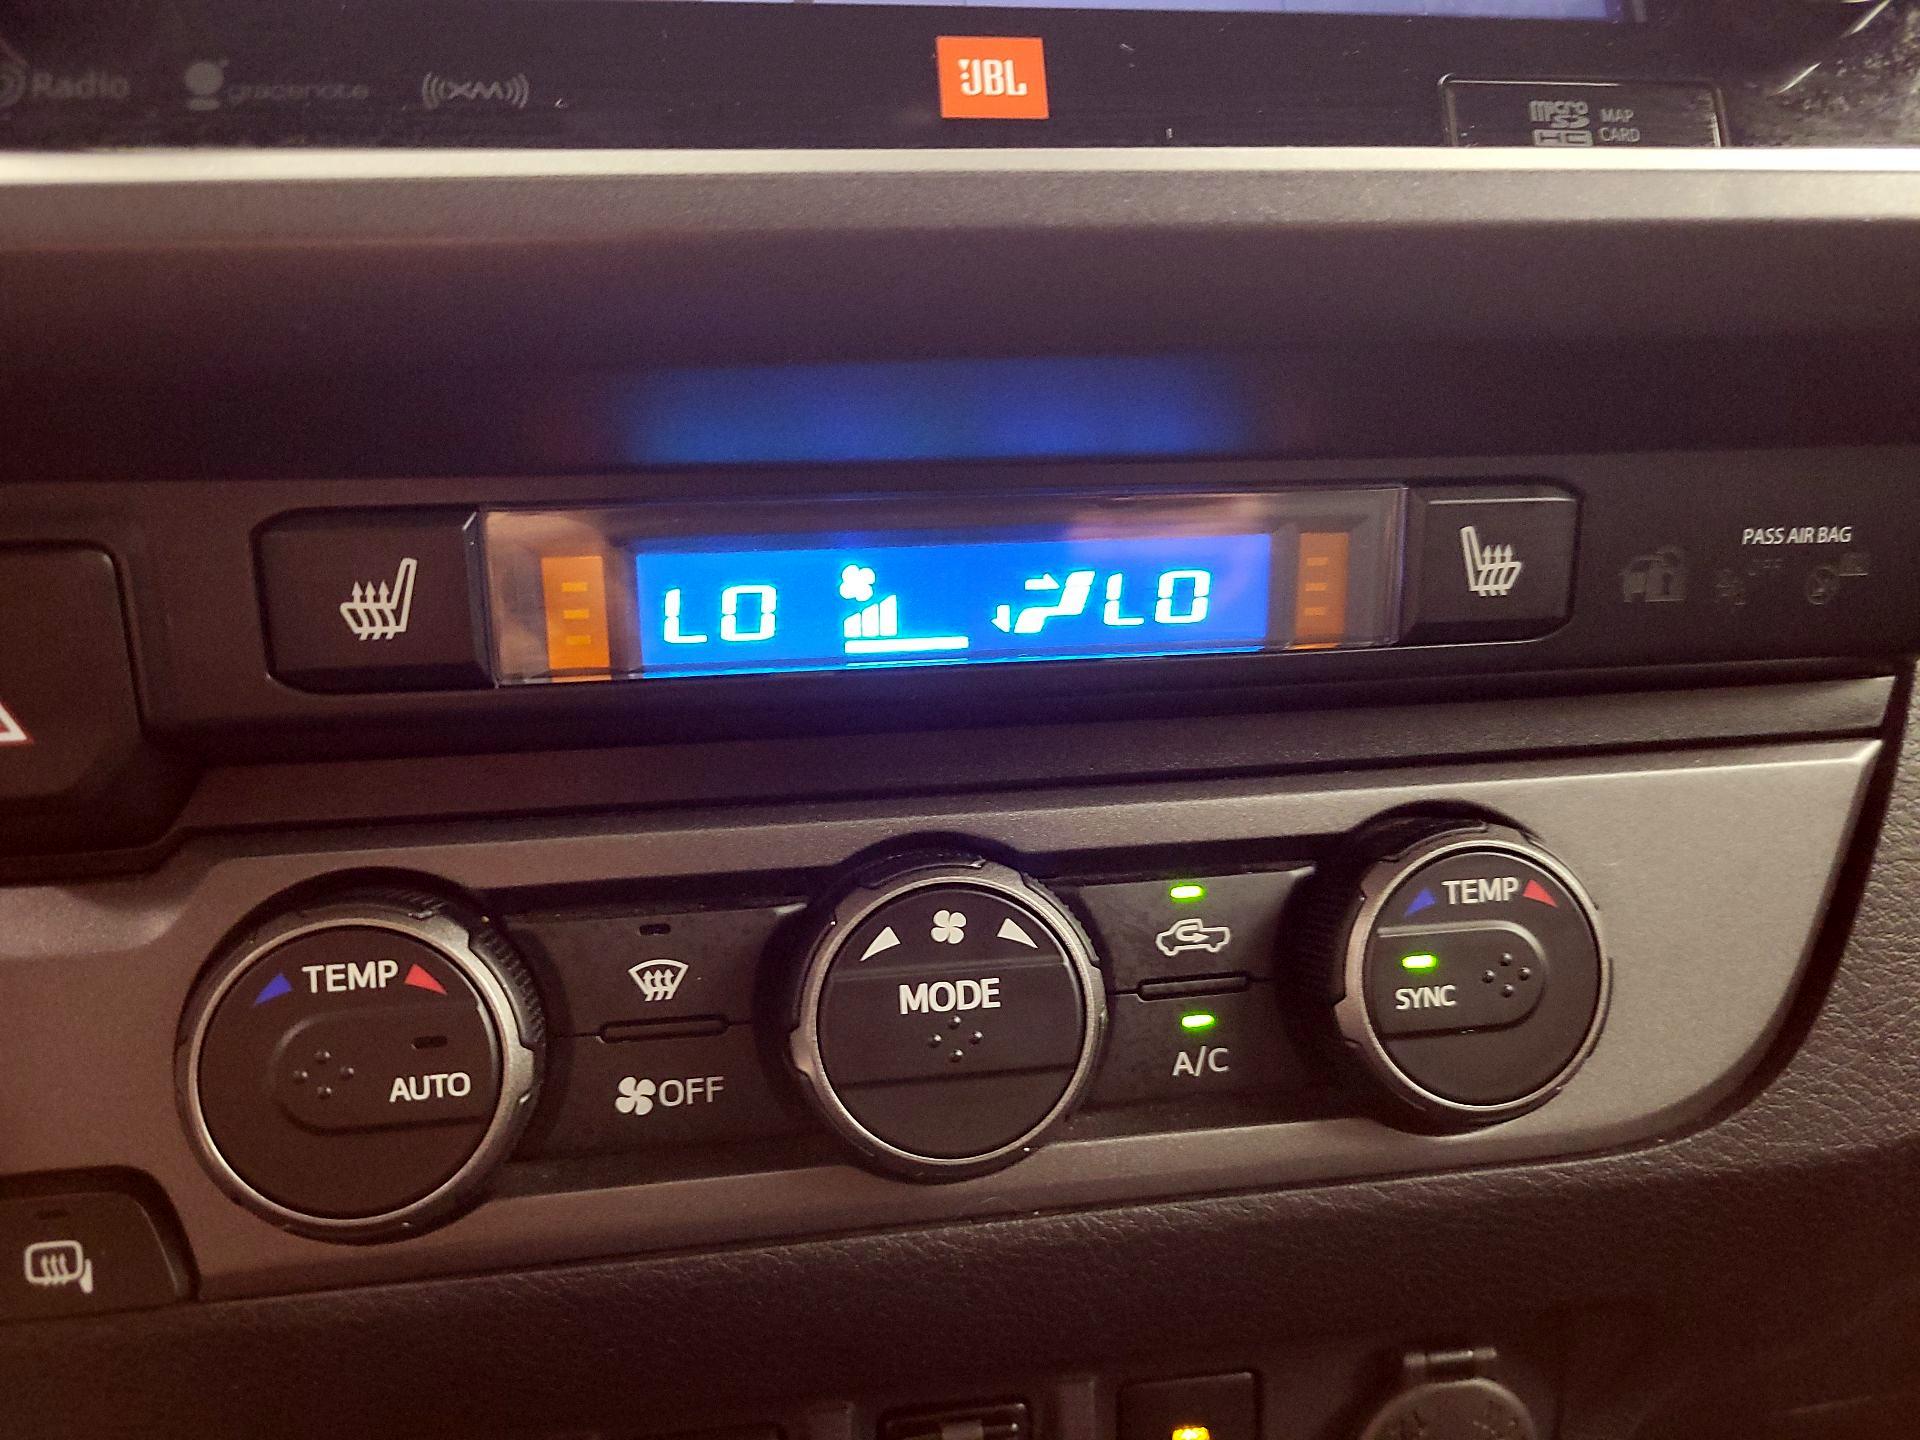 Radio
gracenote
((XM))
JBL
micro
SD
HC
MAP
CARD
LO
LO
PASS AIR BAG
OFF
TEMP
AUTO
OFF
MODE
A/C
TEMP
SYNC